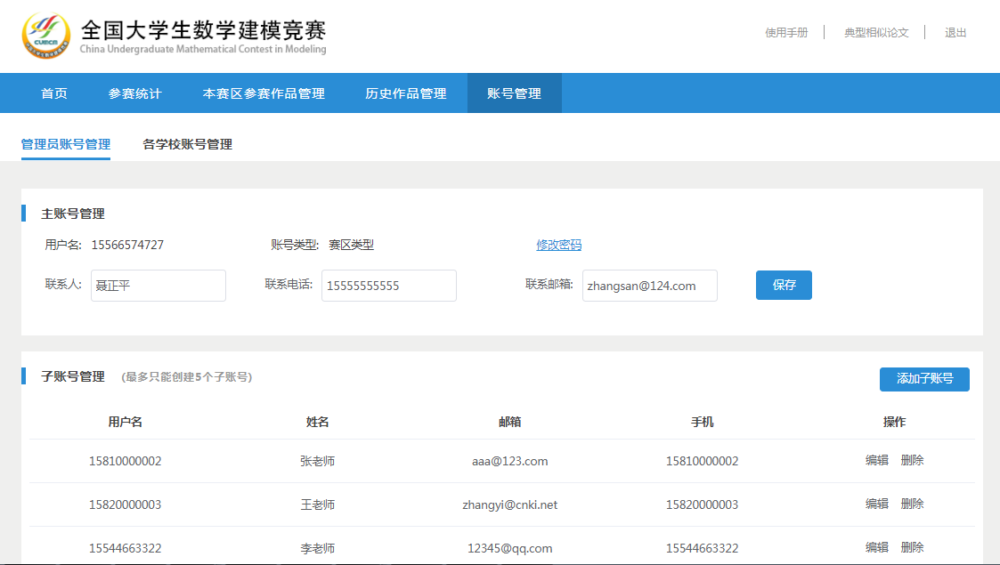 CUMCM
全国大学生数学建模竞赛
China Undergraduate Mathematical Contest in Modeling
使用手册 典型相似论文 退出
首页 参赛统计 本赛区参赛作品管理 历史作品管理 账号管理
管理员账号管理 各学校账号管理
主账号管理
用户名: 15566574727 账号类型: 赛区类型 修改密码
联系人: 聂正平 联系电话: 15555555555 联系邮箱: zhangsan@124.com 保存
子账号管理 (最多只能创建5个子账号) 添加子账号
用户名 姓名 邮箱 手机 操作
15810000002 张老师 aaa@123.com 15810000002 编辑 删除
15820000003 王老师 zhangyi@cnki.net 15820000003 编辑 删除
15544663322 李老师 12345@qq.com 15544663322 编辑 删除